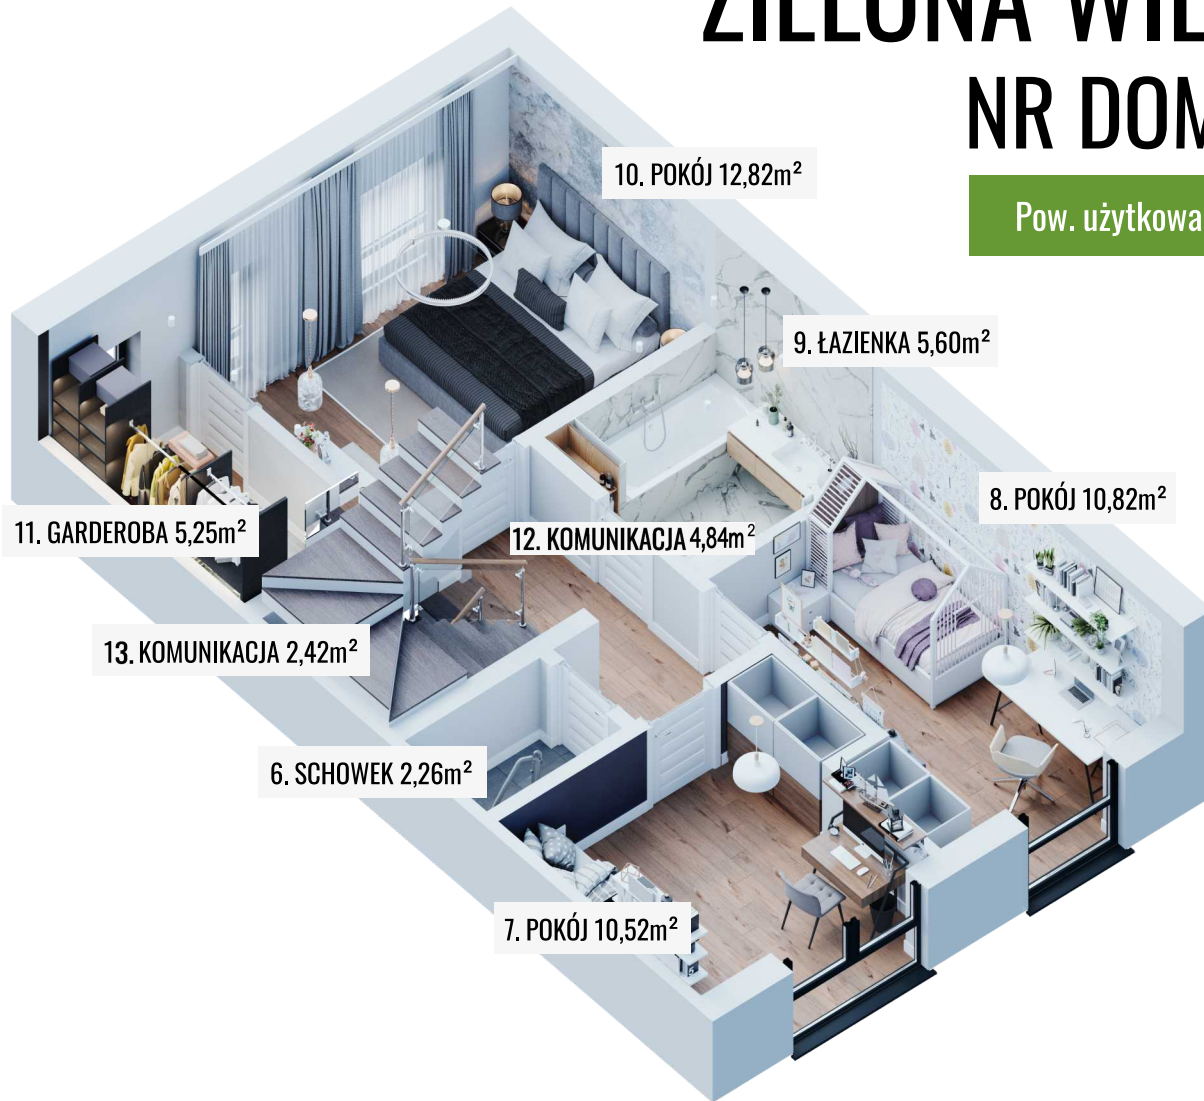 NR DOM
Pow. użytkowa
10. POKÓJ 12,82m²
9. ŁAZIENKA 5,60m²
8. POKÓJ 10,82m²
11. GARDEROBA 5,25m²
12. KOMUNIKACJA 4,84m²
13. KOMUNIKACJA 2,42m²
6. SCHOWEK 2,26m²
7. POKÓJ 10,52m²